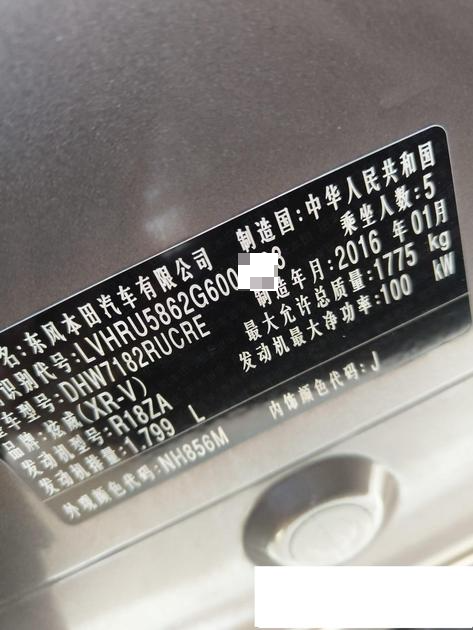 名:东风本田汽车有限公司 制造国:中华人民共和国
识别代号:LVHRU5862G600 8 乘坐人数:5
车型号:DHW7182RUCRE 制造年月:2016 年01月
品牌:炫威(XR-V) 最大允许总质量:1775 kg
发动机型号:R18ZA 发动机最大净功率:100 kW
发动机排量:1.799 L
外观颜色代码:NH856M 内饰颜色代码:J